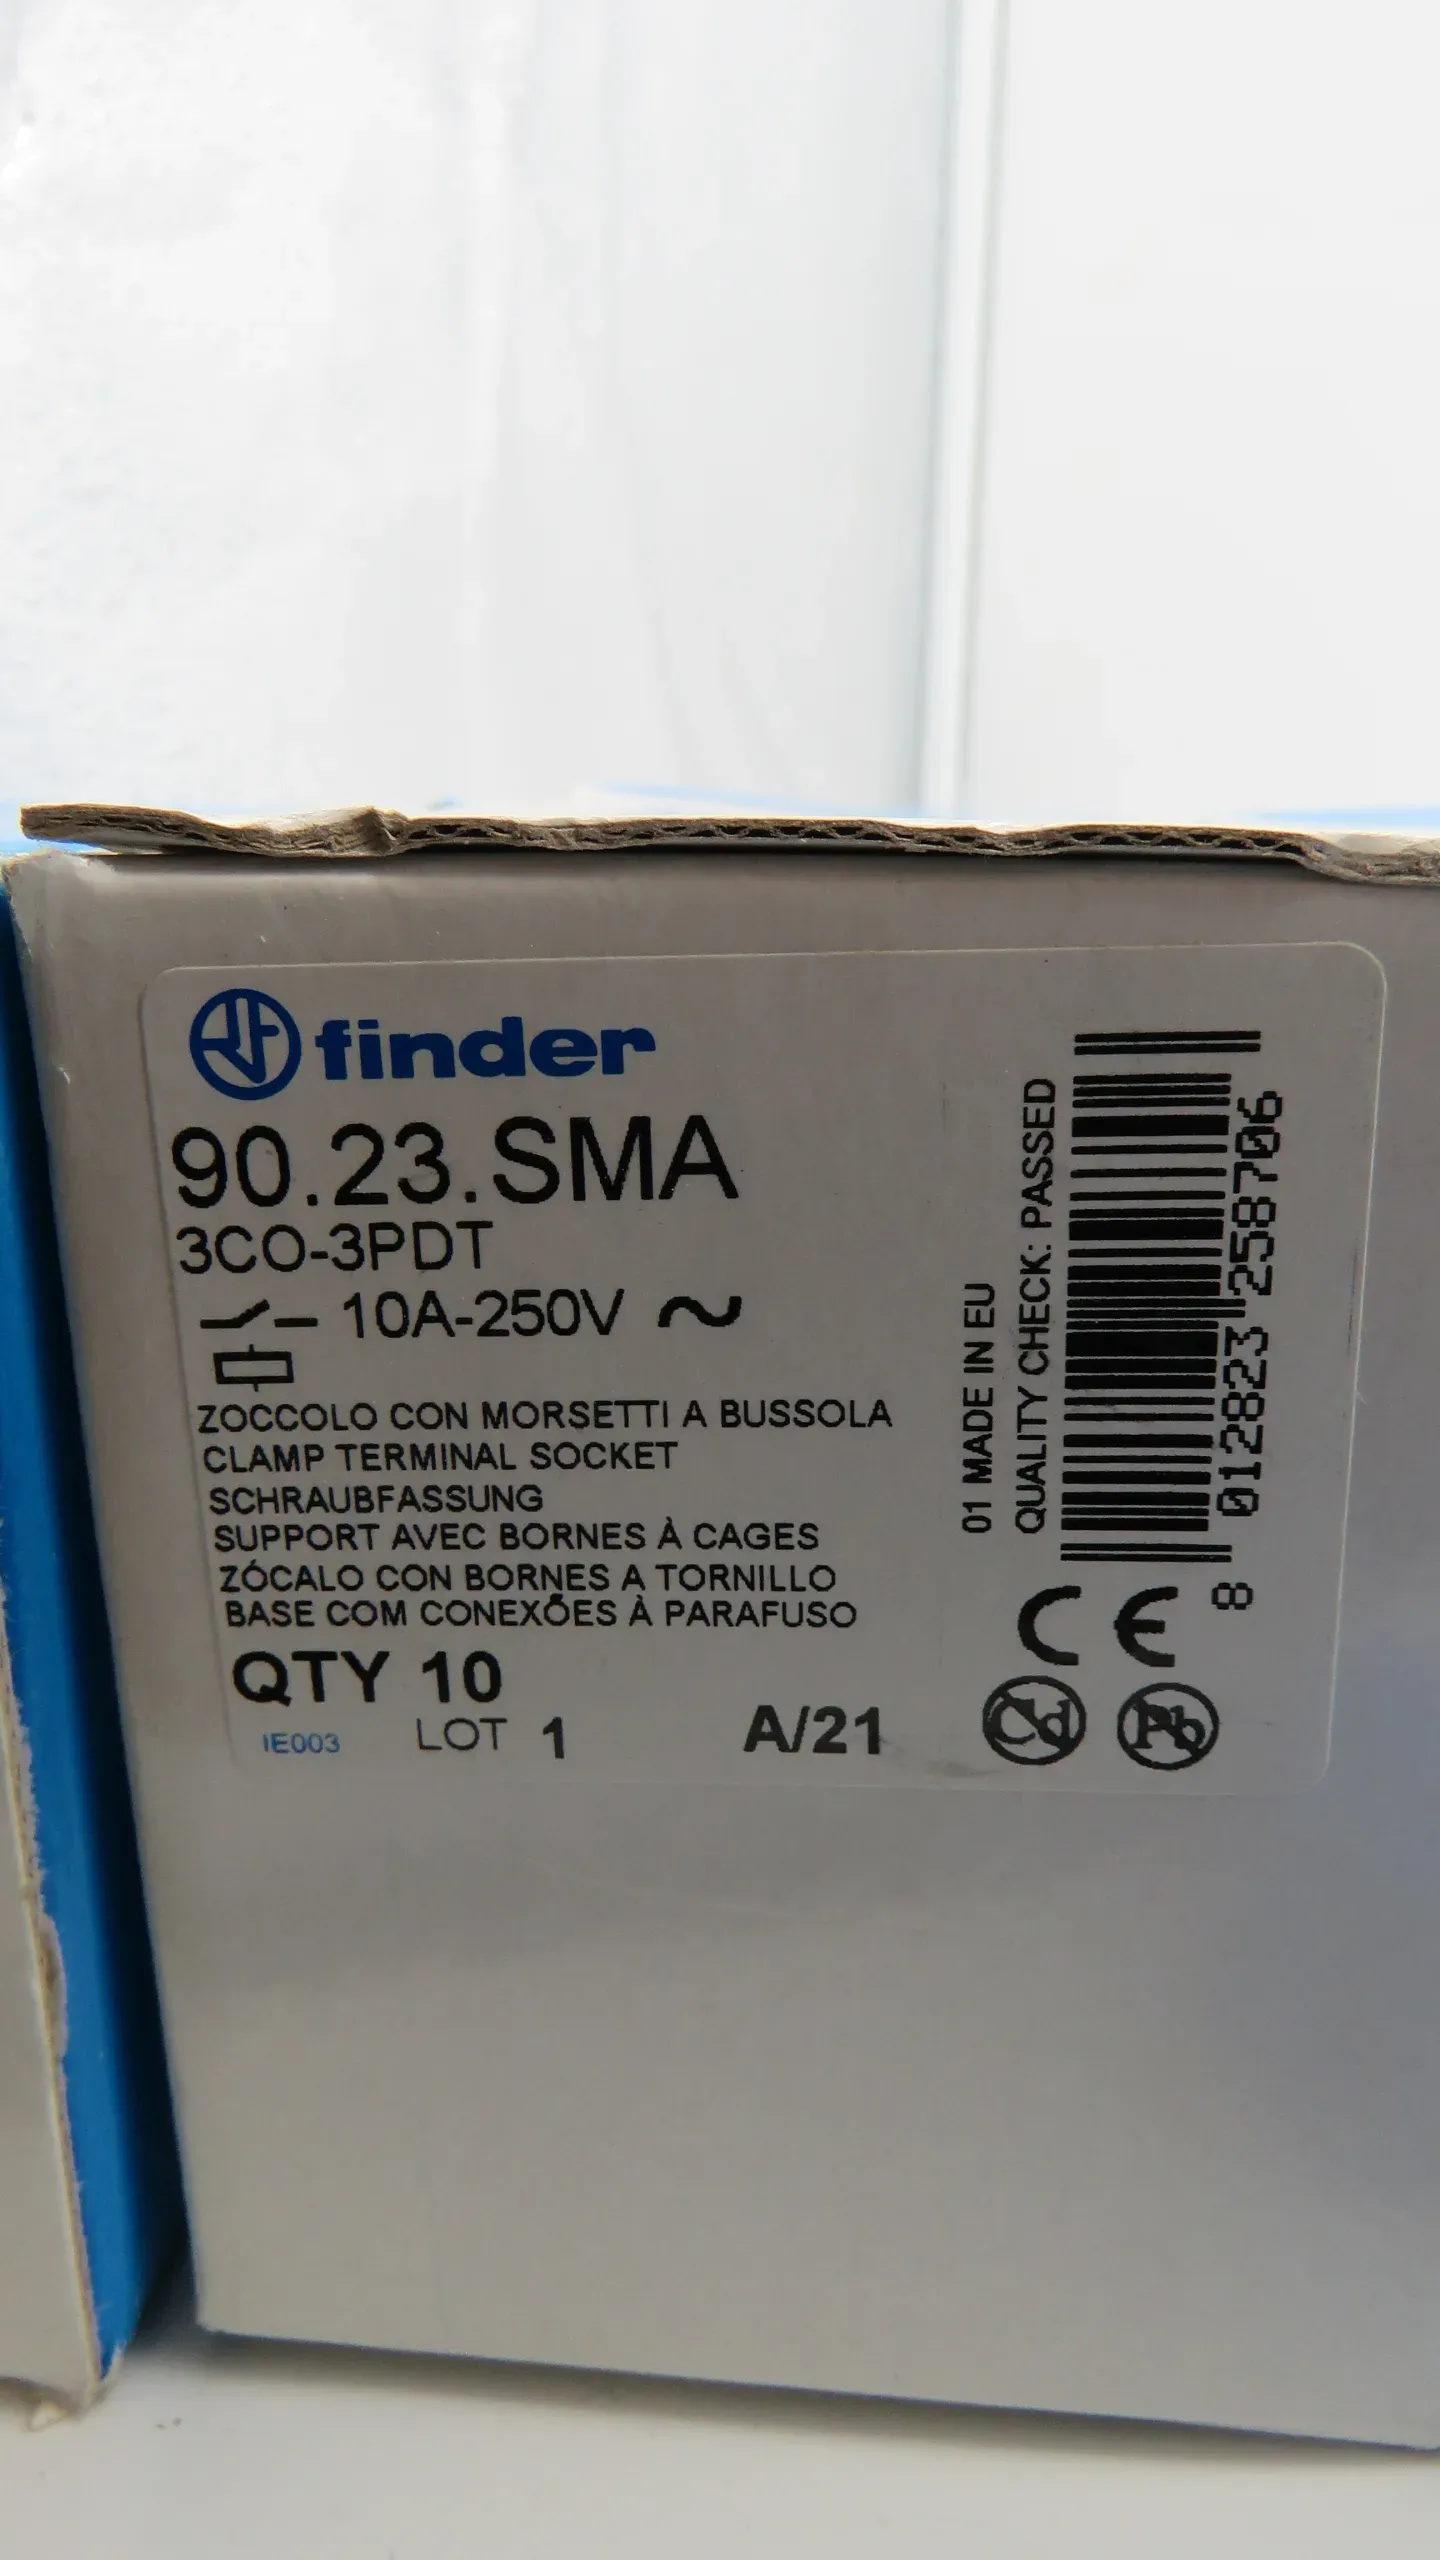 finder
90.23.SMA
3CO-3PDT
10A-250V ~
ZOCCOLO CON MORSETTI A BUSSOLA
CLAMP TERMINAL SOCKET
SCHRAUBFASSUNG
SUPPORT AVEC BORNES À CAGES
ZÓCALO CON BORNES A TORNILLO
BASE COM CONEXÕES À PARAFUSO
QTY 10
IE003 LOT 1 A/21
01 MADE IN EU
QUALITY CHECK: PASSED
8 012823 258706
CE
Cd Pb